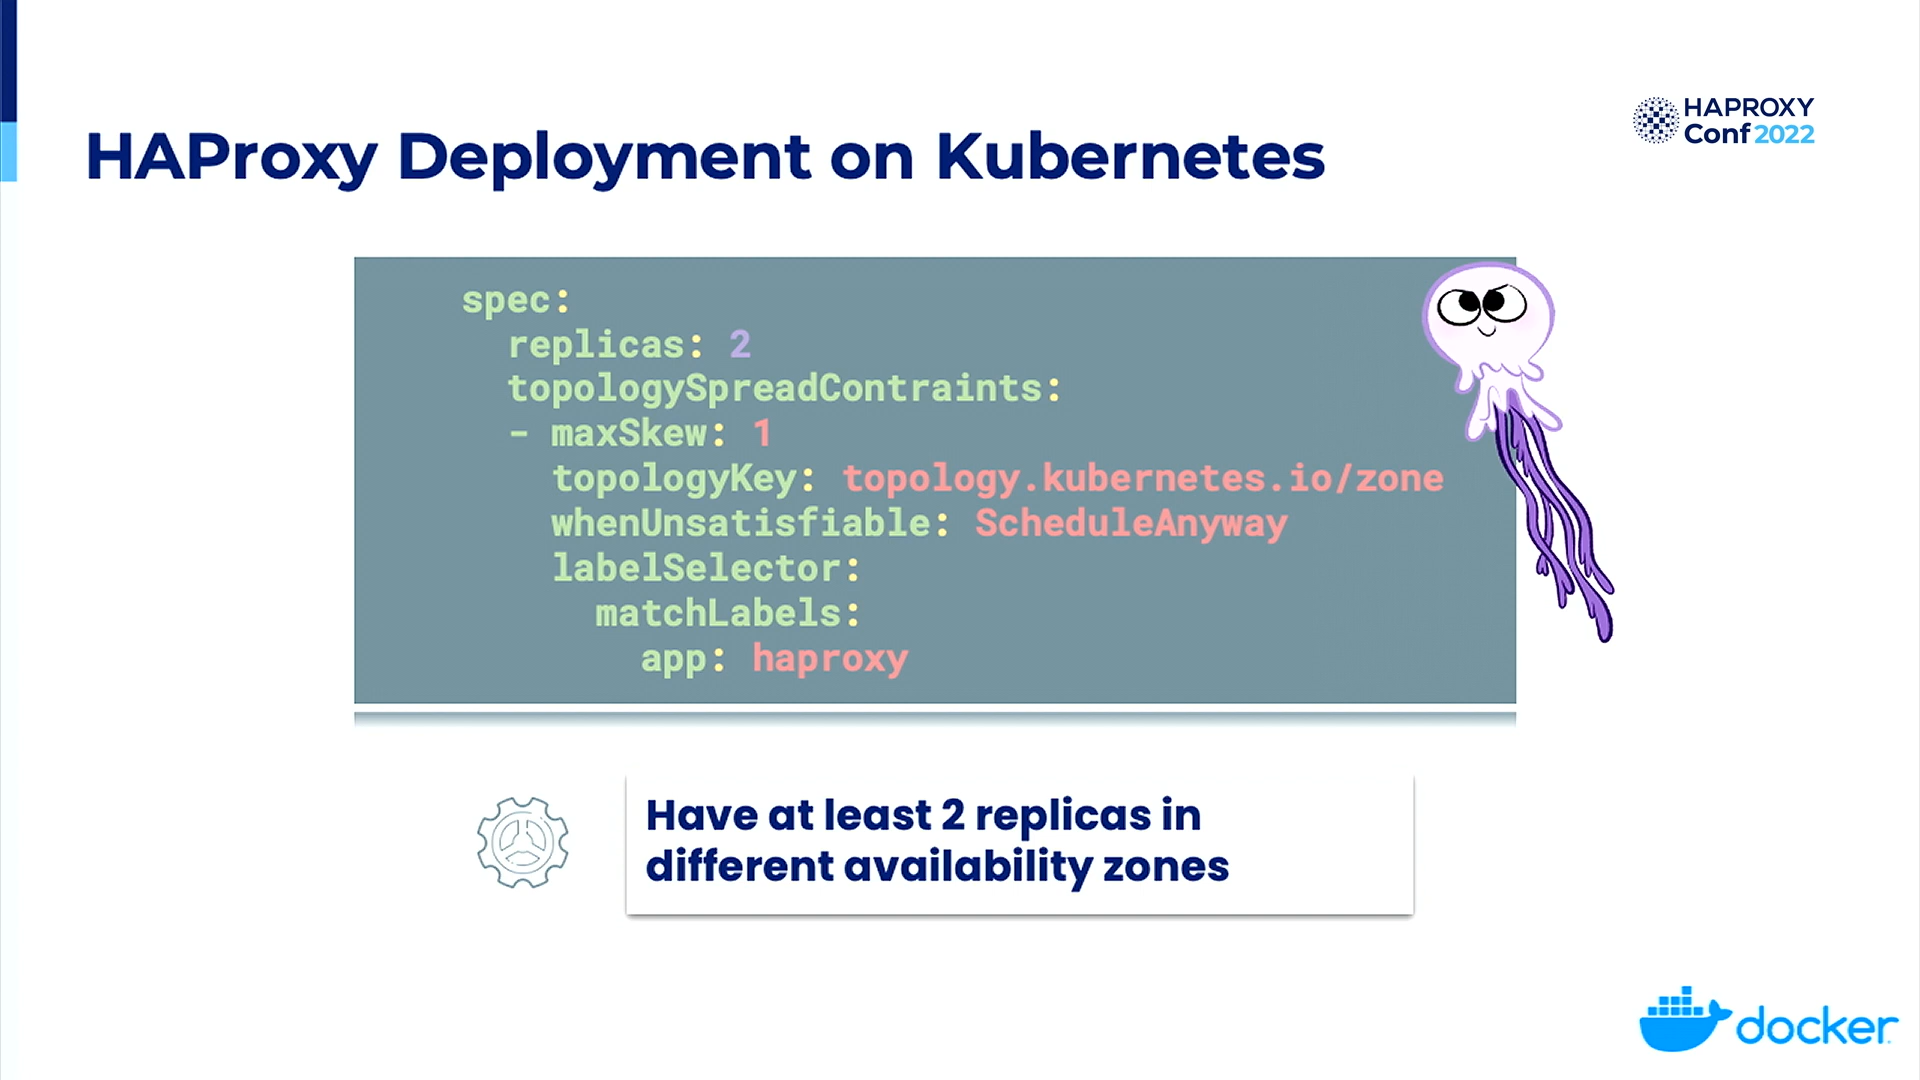 HAPROXY
Conf 2022
HAProxy Deployment on Kubernetes
spec:
replicas: 2
topologySpreadContraints:
- maxSkew: 1
topologyKey: topology.kubernetes.io/zone
whenUnsatisfiable: ScheduleAnyway
labelSelector:
matchLabels:
app: haproxy
Have at least 2 replicas in
different availability zones
docker